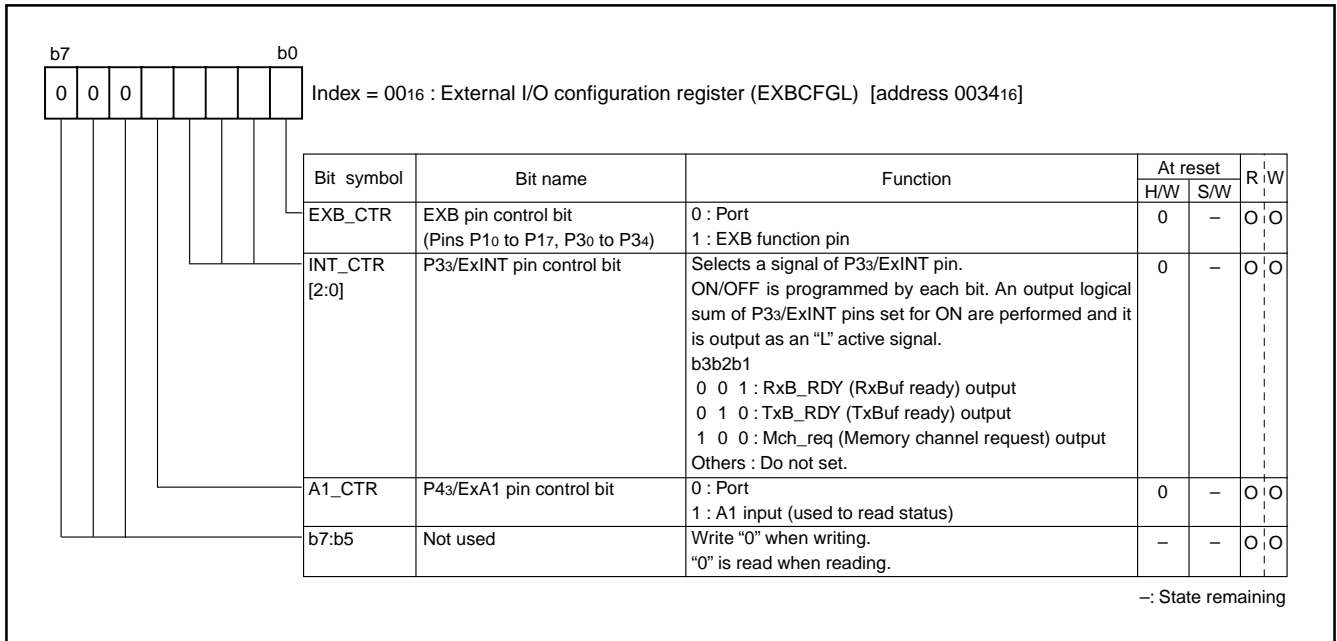 b7 b0
0 0 0 Index = 0016 : External I/O configuration register (EXBCFGL) [address 003416]
Bit symbol Bit name Function At reset R W
H/W S/W
EXB_CTR EXB pin control bit 0 : Port 0 – O O
(Pins P10 to P17, P30 to P34) 1 : EXB function pin
INT_CTR P33/ExINT pin control bit Selects a signal of P33/ExINT pin. 0 – O O
[2:0] ON/OFF is programmed by each bit. An output logical
sum of P33/ExINT pins set for ON are performed and it
is output as an “L” active signal.
b3b2b1
0 0 1 : RxB_RDY (RxBuf ready) output
0 1 0 : TxB_RDY (TxBuf ready) output
1 0 0 : Mch_req (Memory channel request) output
Others : Do not set.
A1_CTR P43/ExA1 pin control bit 0 : Port 0 – O O
1 : A1 input (used to read status)
b7:b5 Not used Write “0” when writing. – – O O
“0” is read when reading.
–: State remaining